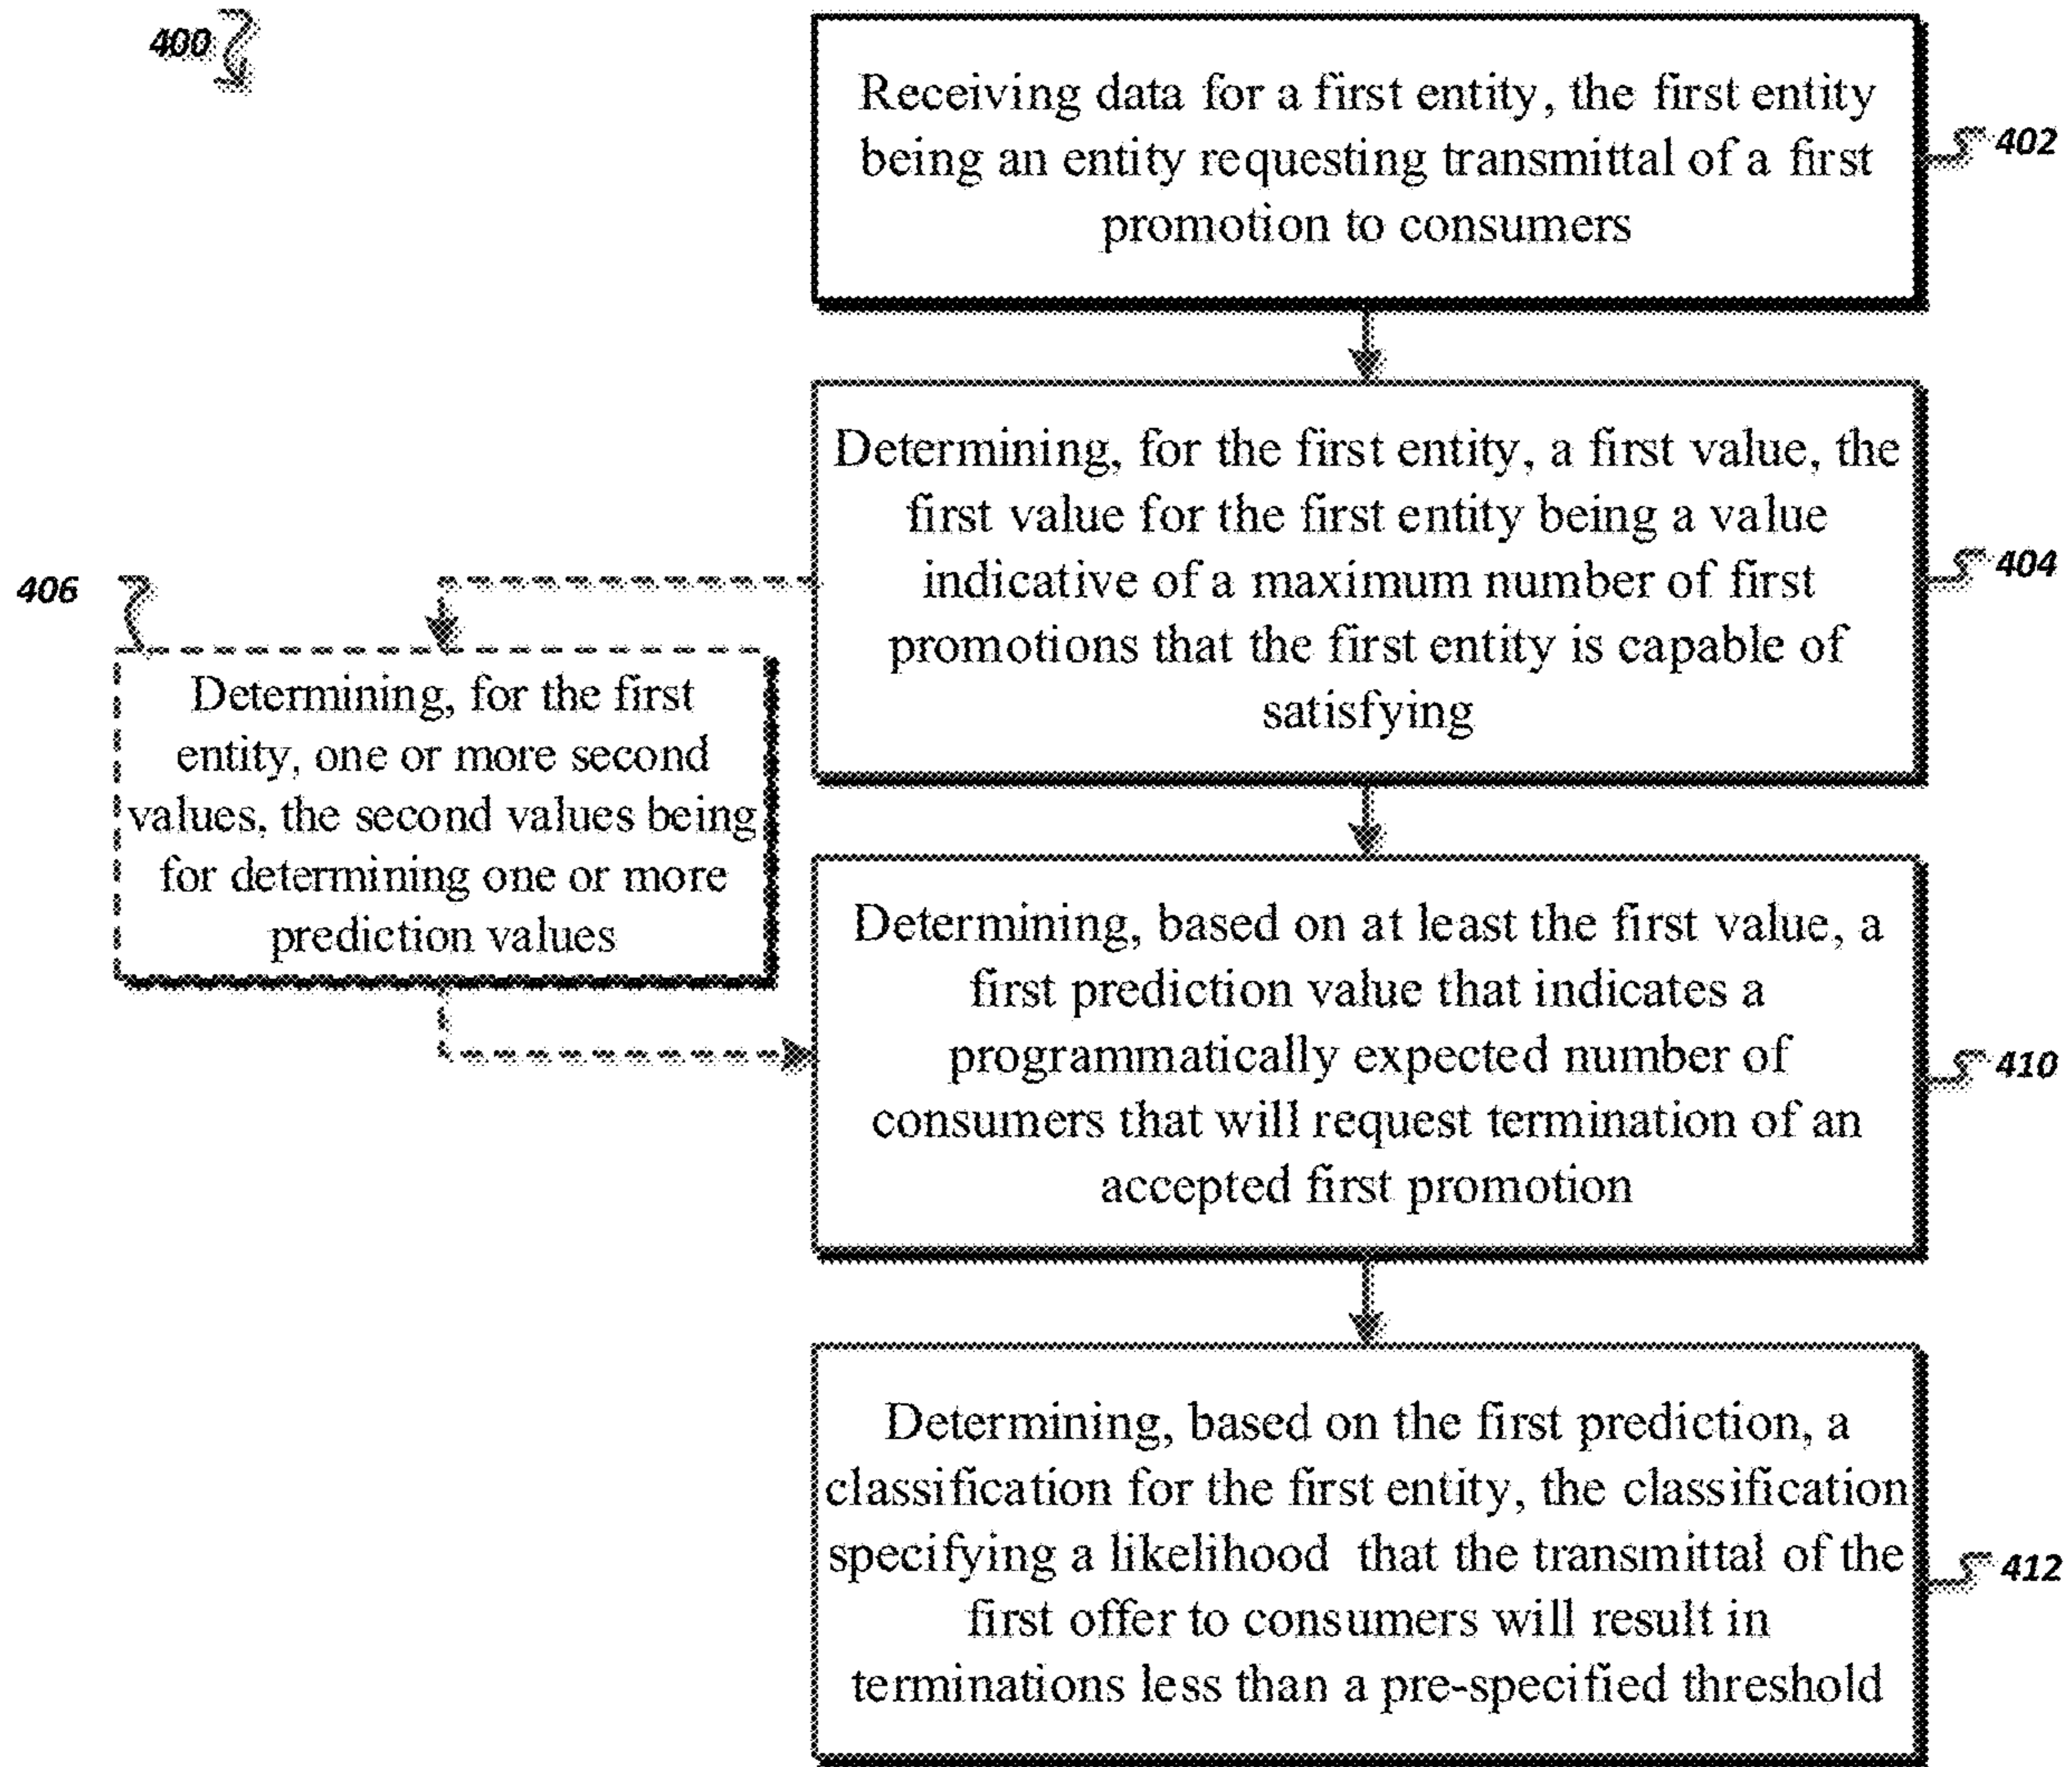 400
Receiving data for a first entity, the first entity
being an entity requesting transmittal of a first
promotion to consumers
402
Determining, for the first entity, a first value, the
first value for the first entity being a value
indicative of a maximum number of first
promotions that the first entity is capable of
satisfying
404
406
Determining, for the first
entity, one or more second
values, the second values being
for determining one or more
prediction values
Determining, based on at least the first value, a
first prediction value that indicates a
programmatically expected number of
consumers that will request termination of an
accepted first promotion
410
Determining, based on the first prediction, a
classification for the first entity, the classification
specifying a likelihood that the transmittal of the
first offer to consumers will result in
terminations less than a pre-specified threshold
412